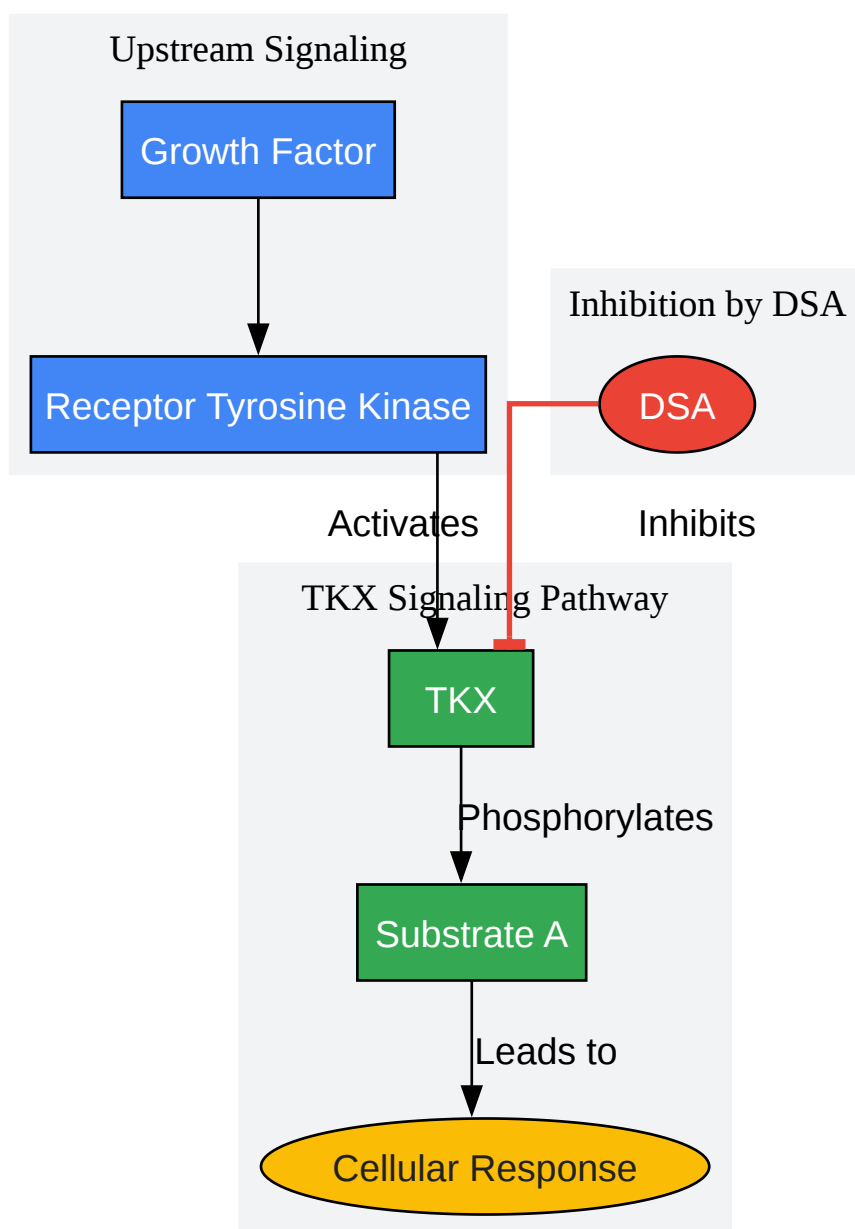 Upstream Signaling
Growth Factor
Inhibition by DSA
Receptor Tyrosine Kinase
DSA
Activates
Inhibits
TKX Signaling Pathway
TKX
Phosphorylates
Substrate A
Leads to
Cellular Response